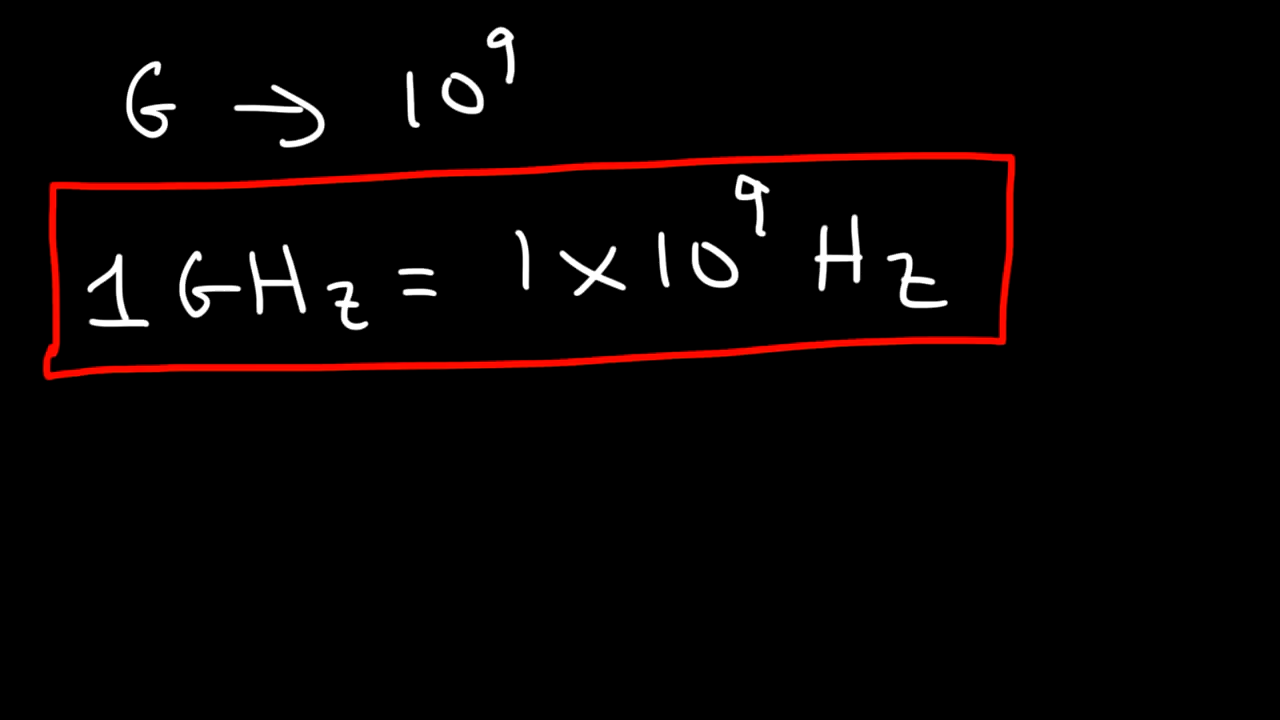 G → 10⁹
1 GHz = 1 x 10⁹ Hz